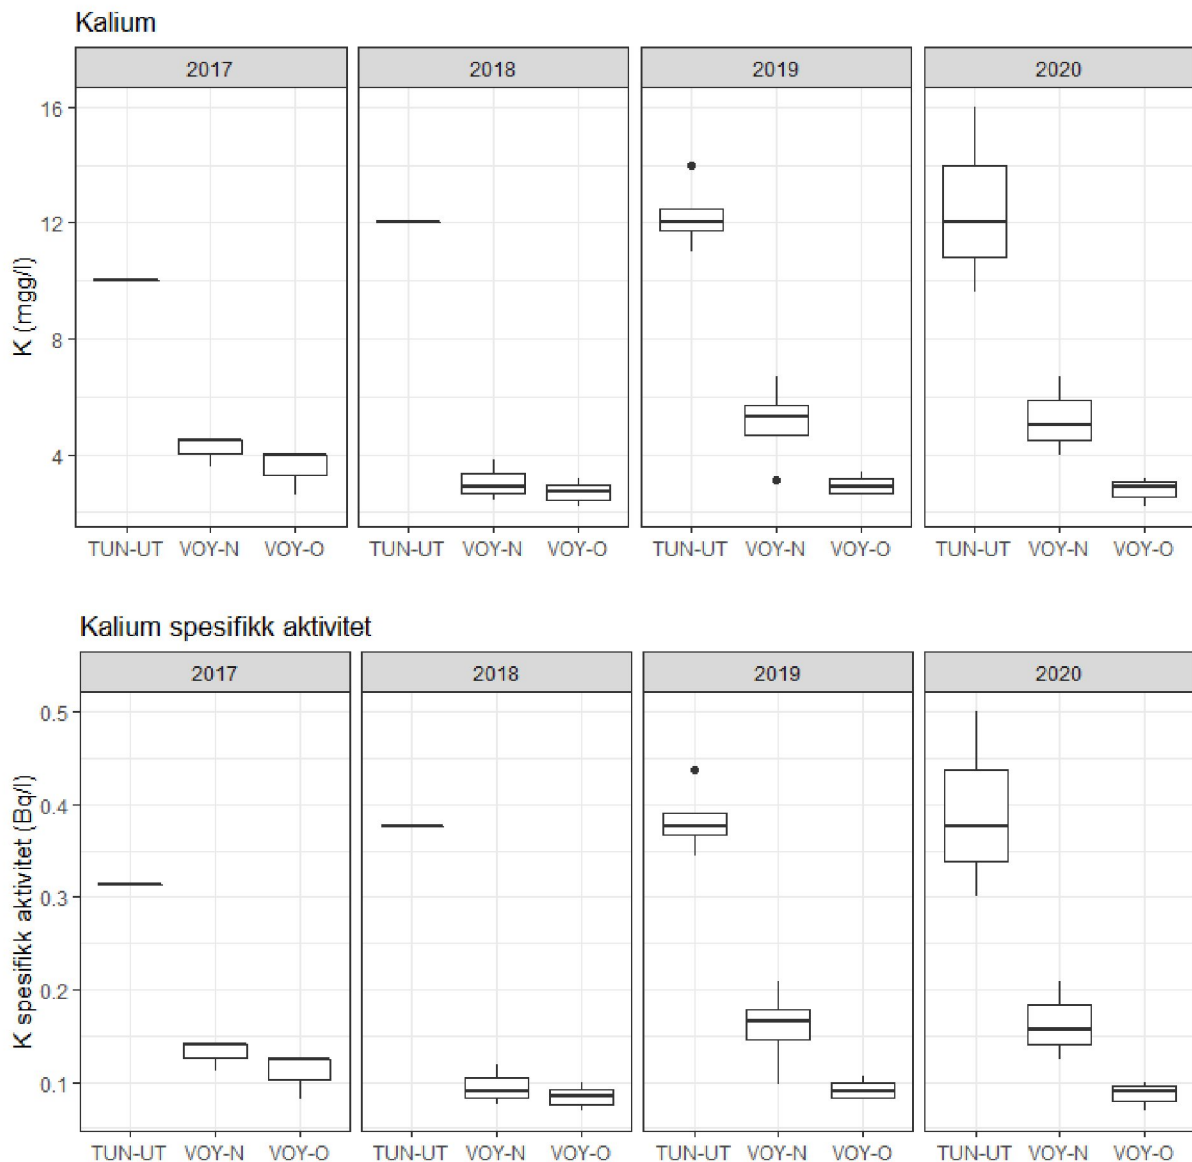 Kalium
2017 2018 2019 2020
16
12
8
4
K (mgg/l)
TUN-UT VOY-N VOY-O TUN-UT VOY-N VOY-O TUN-UT VOY-N VOY-O TUN-UT VOY-N VOY-O
Kalium spesifikk aktivitet
2017 2018 2019 2020
0.5
0.4
0.3
0.2
0.1
K spesifikk aktivitet (Bq/l)
TUN-UT VOY-N VOY-O TUN-UT VOY-N VOY-O TUN-UT VOY-N VOY-O TUN-UT VOY-N VOY-O